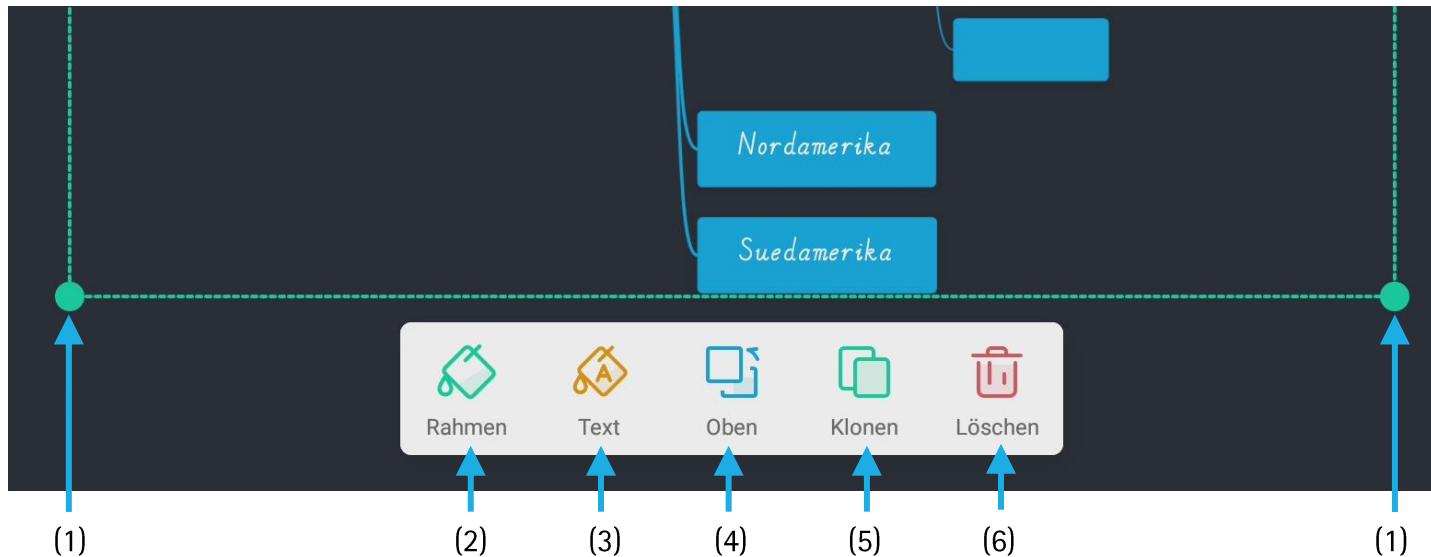 Nordamerika
Suedamerika
Rahmen Text Oben Klonen Löschen
(1) (2) (3) (4) (5) (6) (1)